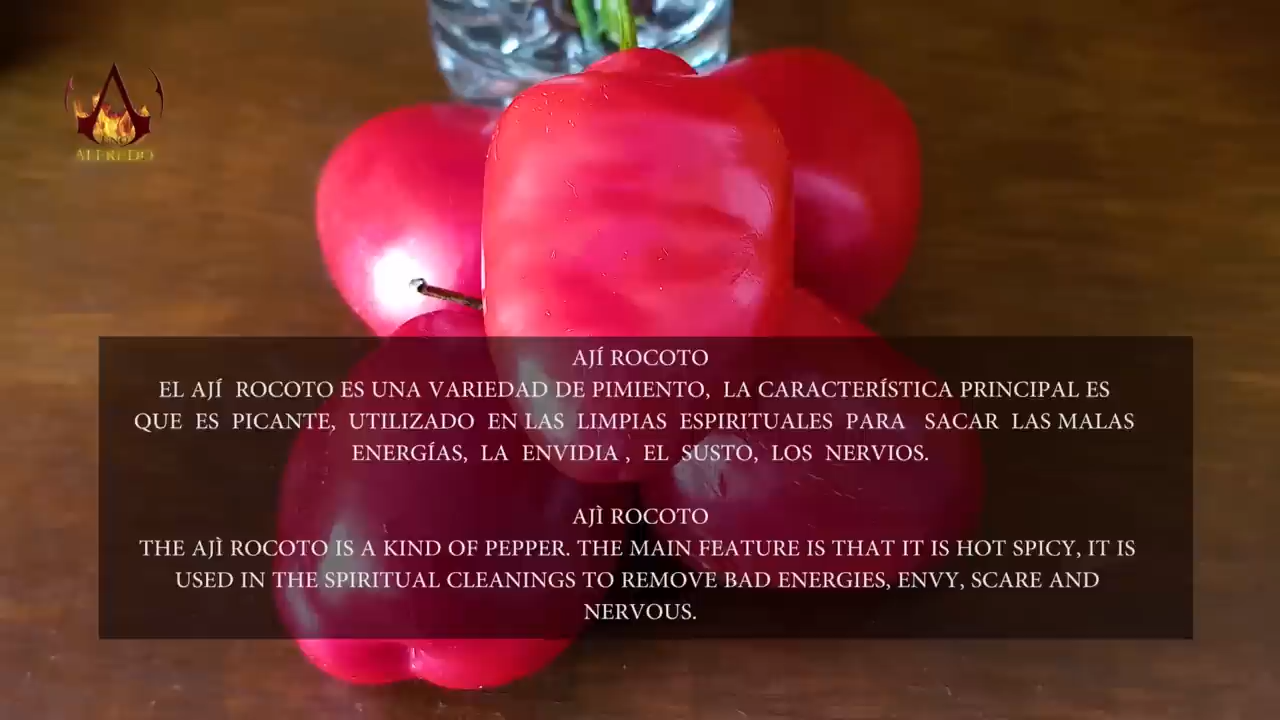 ALFREDO
AJÍ ROCOTO
EL AJÍ ROCOTO ES UNA VARIEDAD DE PIMIENTO, LA CARACTERÍSTICA PRINCIPAL ES
QUE ES PICANTE, UTILIZADO EN LAS LIMPIAS ESPIRITUALES PARA SACAR LAS MALAS
ENERGÍAS, LA ENVIDIA , EL SUSTO, LOS NERVIOS.
AJÌ ROCOTO
THE AJÌ ROCOTO IS A KIND OF PEPPER. THE MAIN FEATURE IS THAT IT IS HOT SPICY, IT IS
USED IN THE SPIRITUAL CLEANINGS TO REMOVE BAD ENERGIES, ENVY, SCARE AND
NERVOUS.